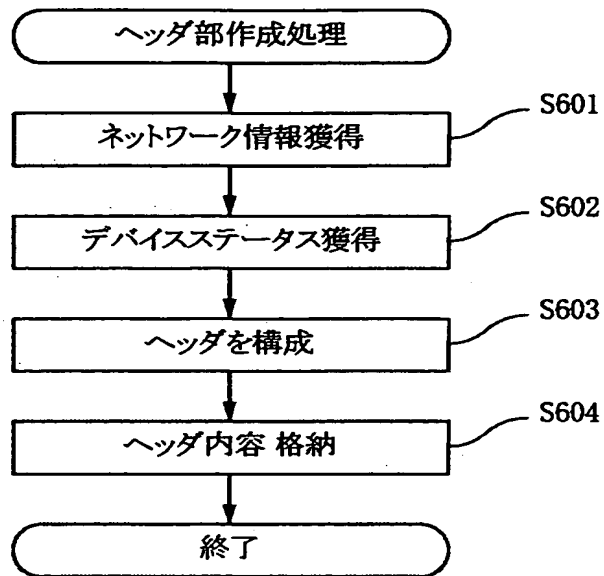 ヘッダ部作成処理
ネットワーク情報獲得
S601
デバイスステータス獲得
S602
ヘッダを構成
S603
ヘッダ内容 格納
S604
終了